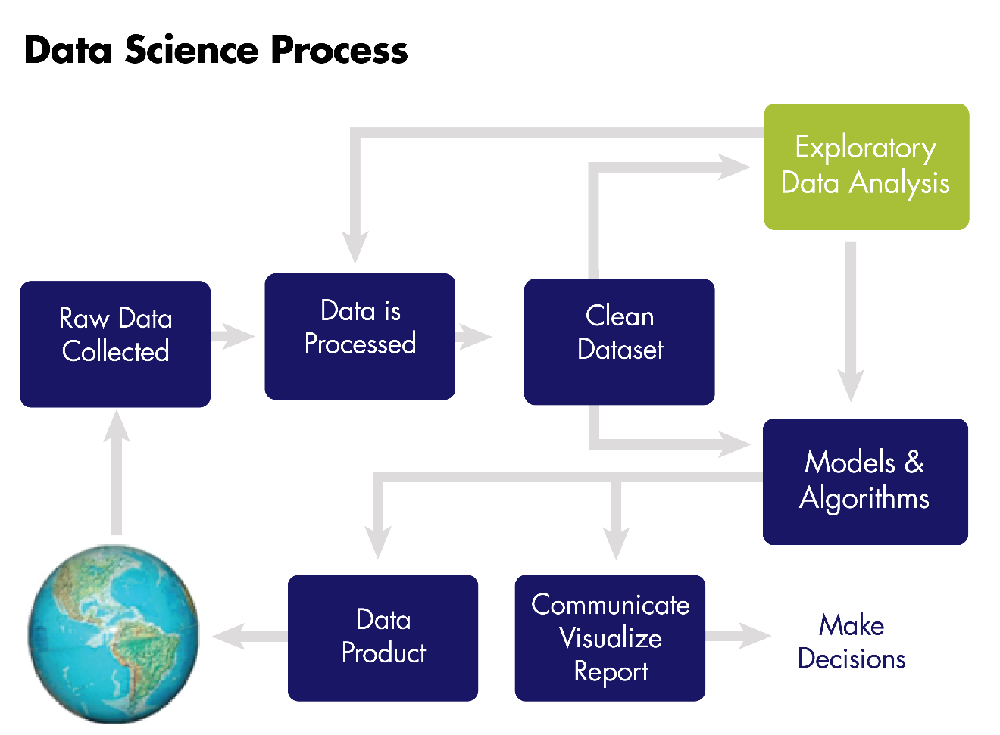 Data Science Process
Exploratory
Data Analysis
Raw Data
Collected
Data is
Processed
Clean
Dataset
Models &
Algorithms
Data
Product
Communicate
Visualize
Report
Make
Decisions